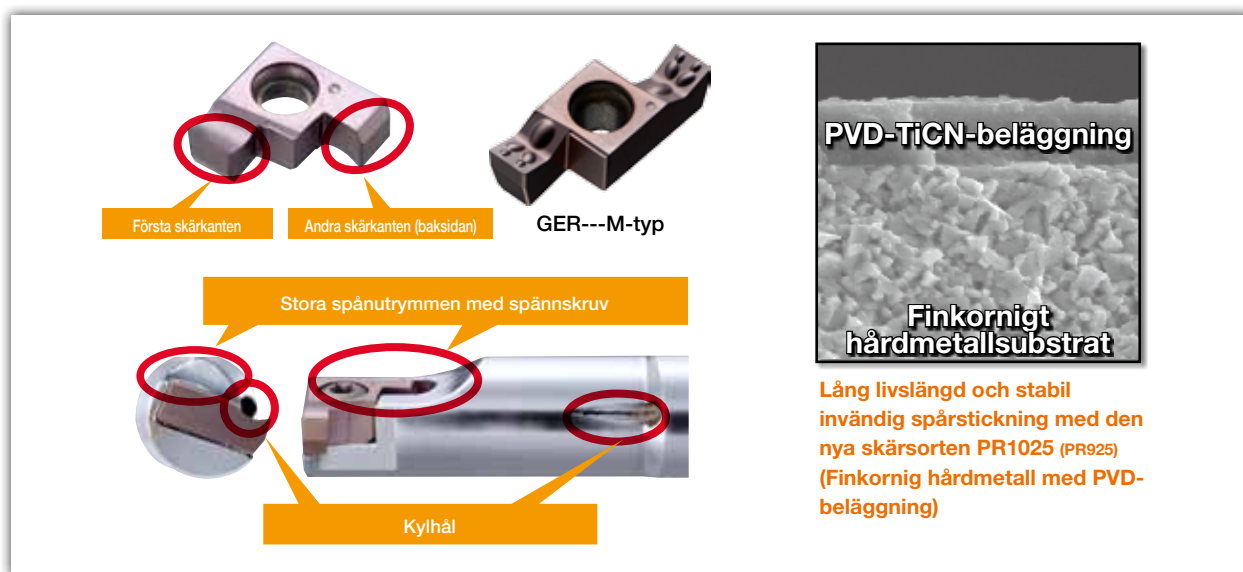 Första skärkanten
Andra skärkanten (baksidan)
GER---M-typ
Stora spånutrymmen med spännskruv
Kylhål
PVD-TiCN-beläggning
Finkornigt
hårdmetallsubstrat
Lång livslängd och stabil
invändig spårstickning med den
nya skärsorten PR1025 (PR925)
(Finkornig hårdmetall med PVD-
beläggning)